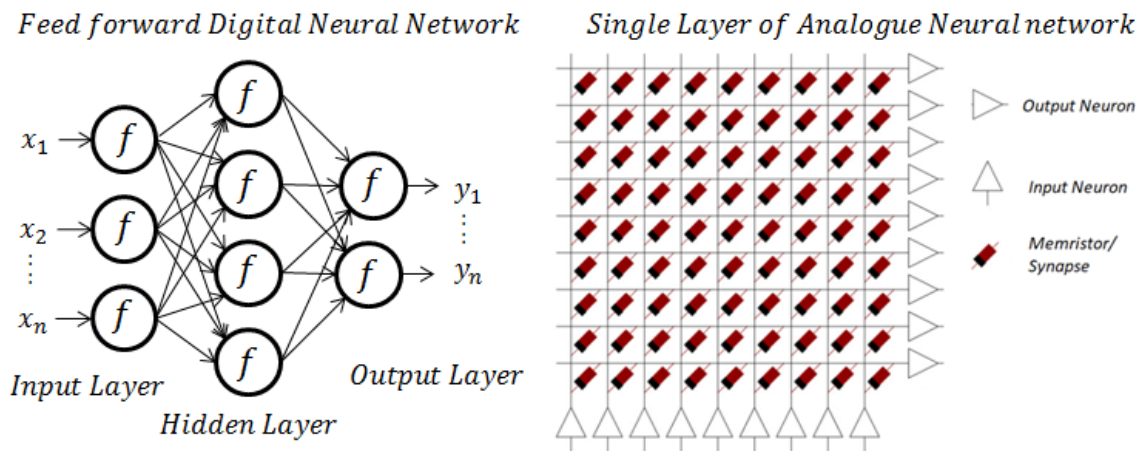 Feed forward Digital Neural Network
x1
x2
xn
f
f
f
f
f
f
f
f
f
y1
yn
Input Layer
Hidden Layer
Output Layer
Single Layer of Analogue Neural network
Output Neuron
Input Neuron
Memristor/
Synapse